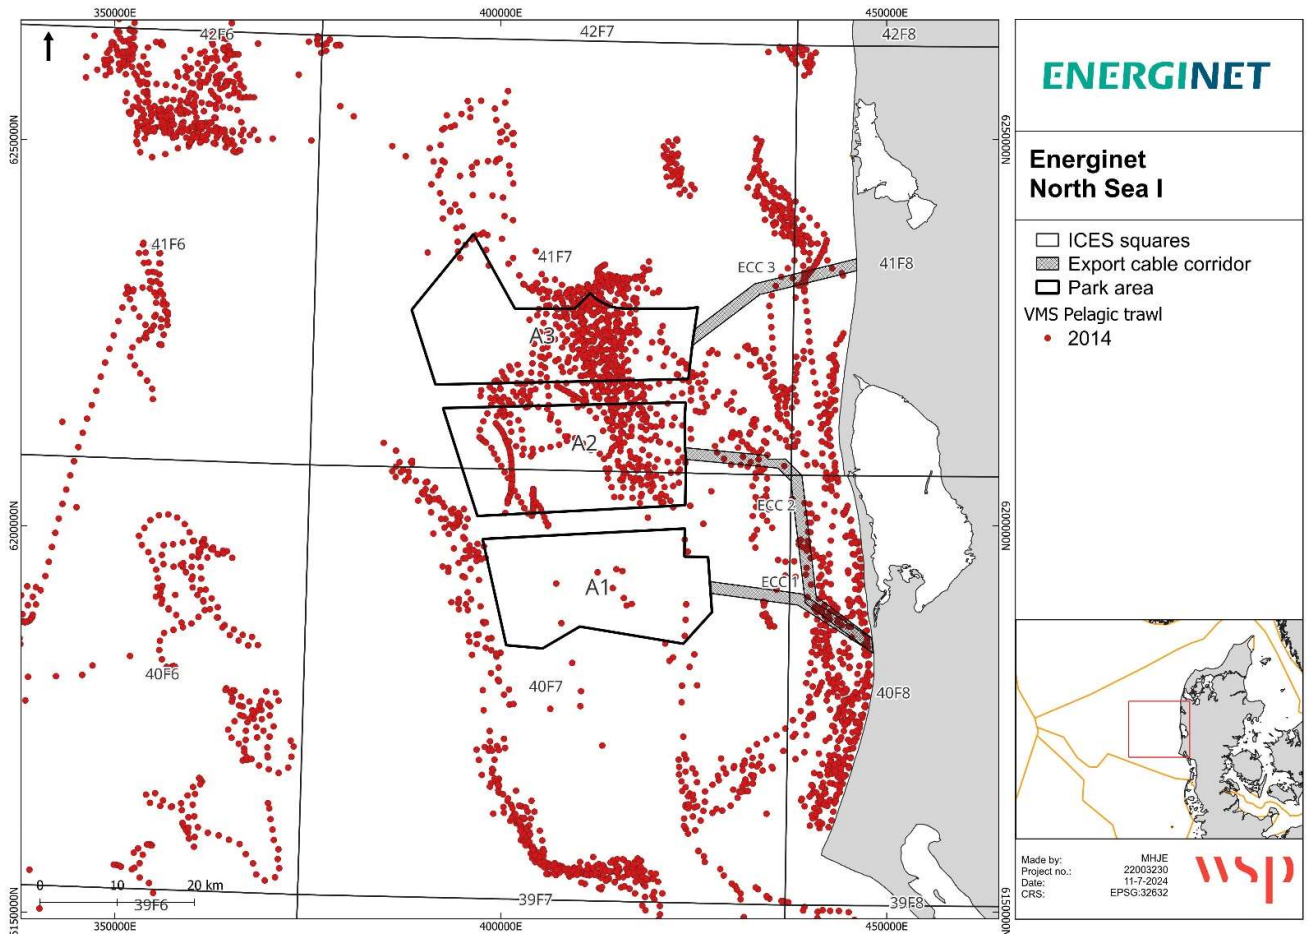 350000E
400000E
450000E
42F6
42F7
42F8
6250000N
6250000N
41F6
41F7
41F8
ECC 3
A3
A2
6200000N
6200000N
ECC 2
ECC 1
A1
40F6
40F7
40F8
0
10
20 km
39F6
39F7
39F8
6150000N
6150000N
350000E
400000E
450000E
ENERGINET
Energinet
North Sea I
ICES squares
Export cable corridor
Park area
VMS Pelagic trawl
2014
Made by: MHJE
Project no.: 22003230
Date: 11-7-2024
CRS: EPSG:32632
wsp